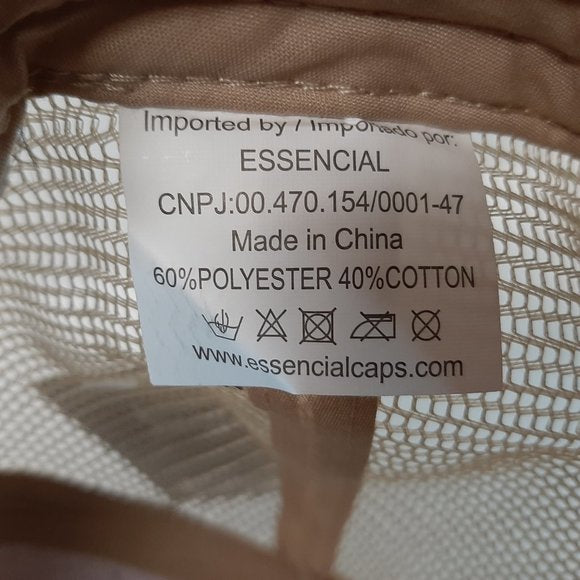 Imported by / Importado por:
ESSENCIAL
CNPJ:00.470.154/0001-47
Made in China
60%POLYESTER 40%COTTON
www.essencialcaps.com